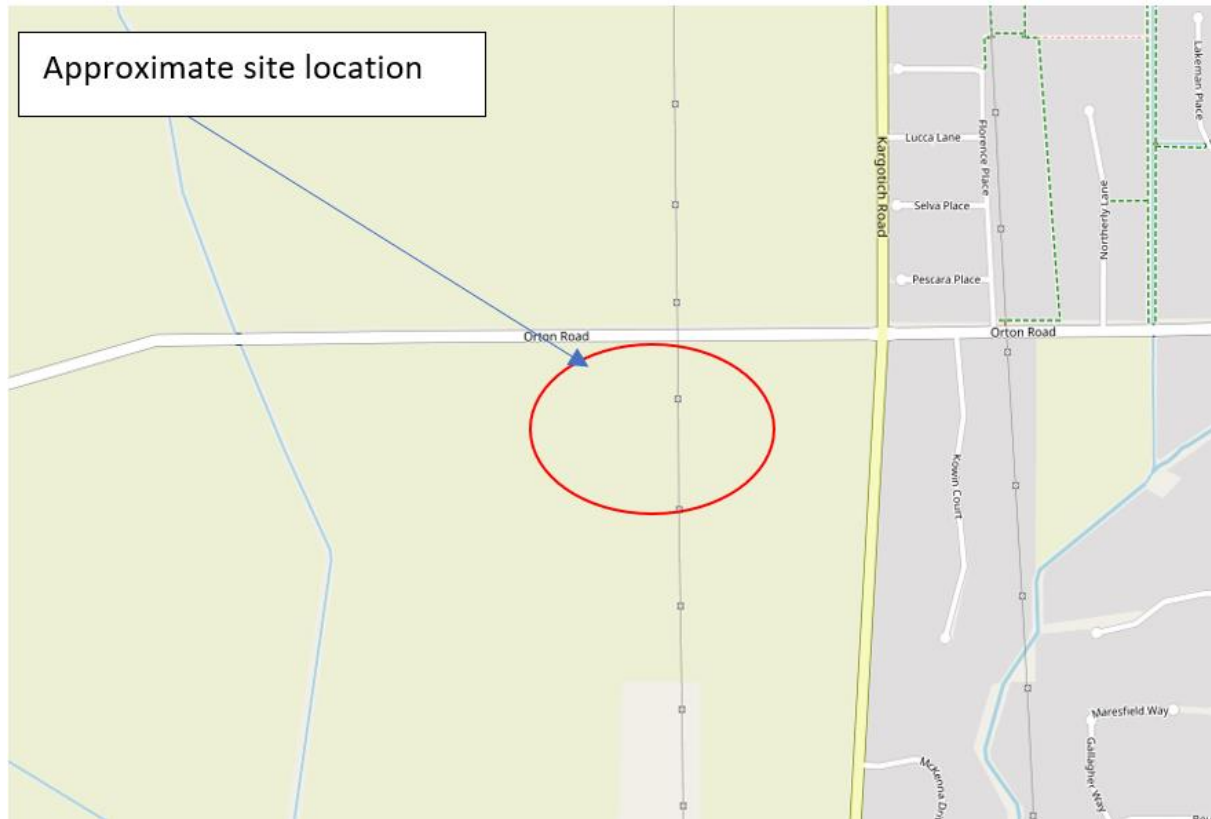 Approximate site location
Lakeman Place
Kargotich Road
Lucca Lane
Florence Place
Selva Place
Northerly Lane
Pescara Place
Orton Road
Orton Road
Kowin Court
Maresfield Way
Gallagher Way